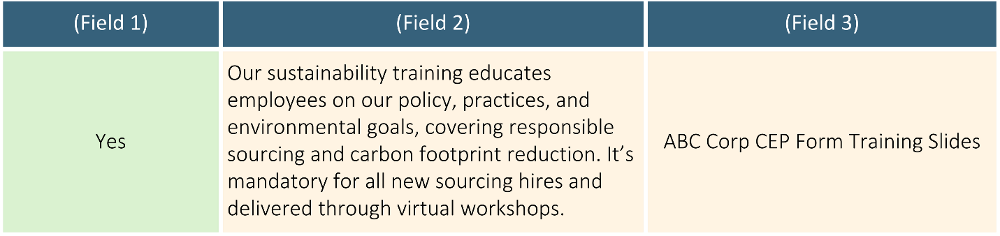 (Field 1)
(Field 2)
(Field 3)
Yes
Our sustainability training educates
employees on our policy, practices, and
environmental goals, covering responsible
sourcing and carbon footprint reduction. It’s
mandatory for all new sourcing hires and
delivered through virtual workshops.
ABC Corp CEP Form Training Slides